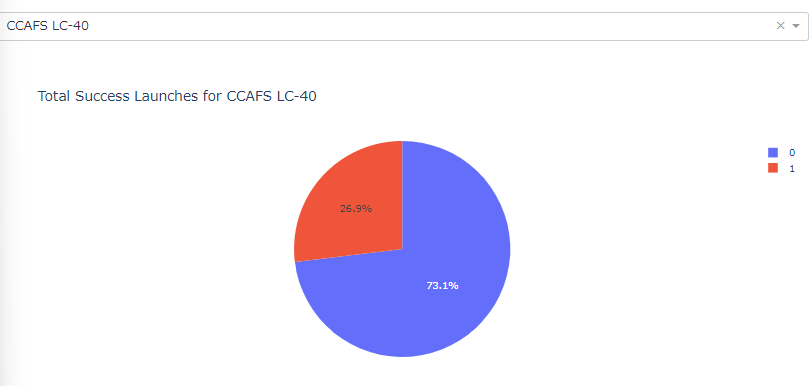 CCAFS LC-40
Total Success Launches for CCAFS LC-40
0
1
26.9%
73.1%